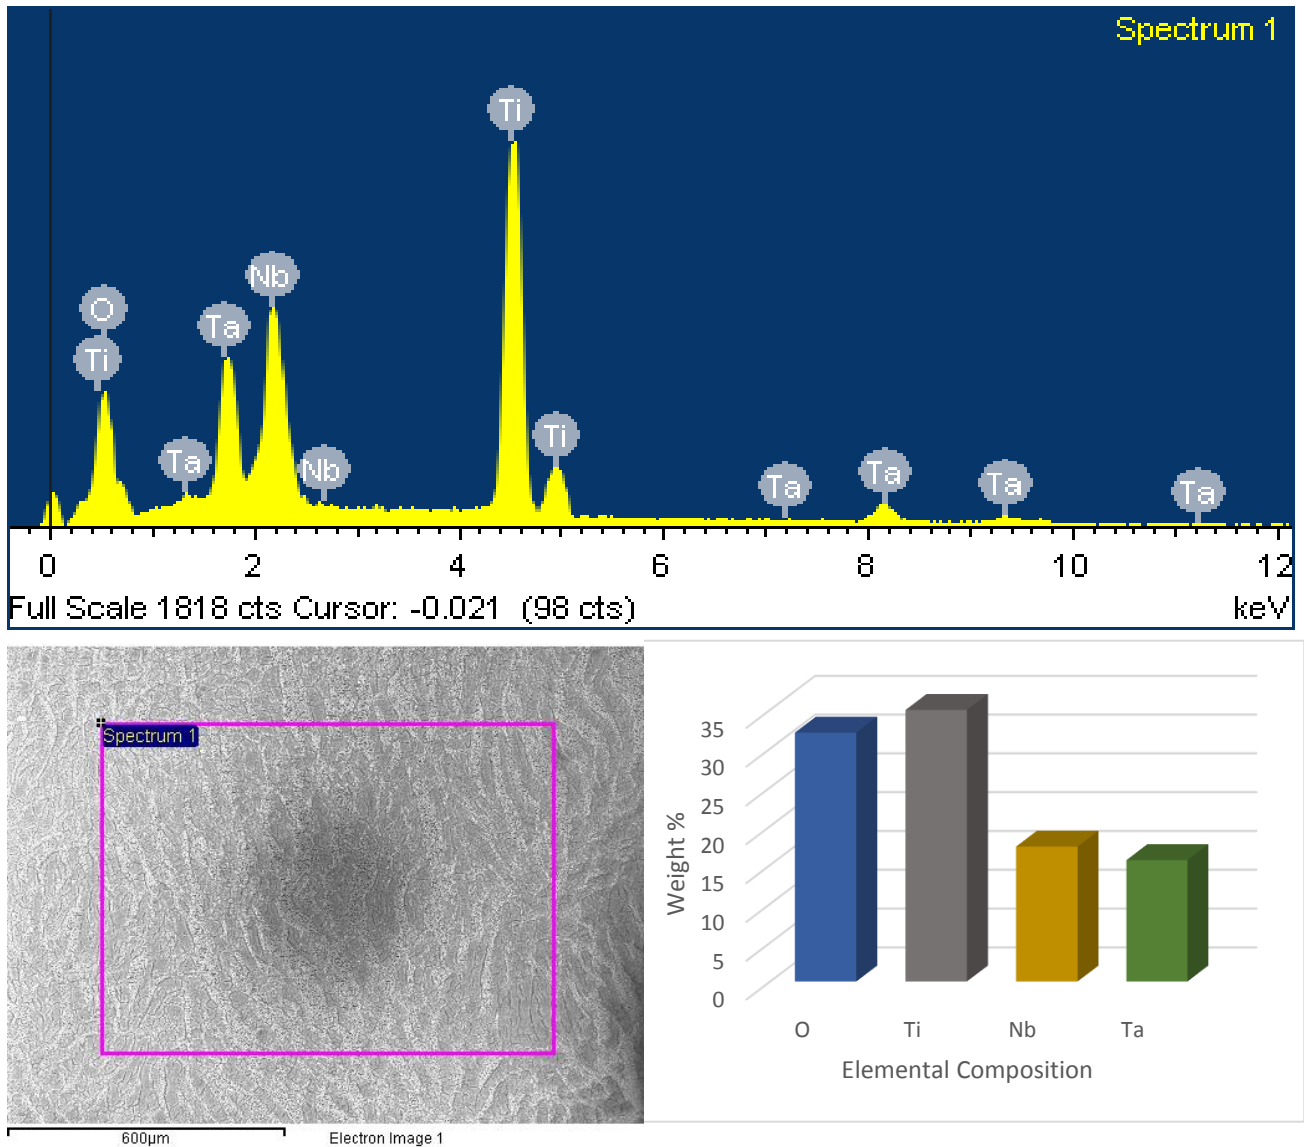 Spectrum 1
Ti
Nb
O
Ta
Ti
Ti
Ta
Nb
Ta
Ta
Ta
Ta
0 2 4 6 8 10 12
Full Scale 1818 cts Cursor: -0.021 (98 cts) keV
Spectrum 1
600µm Electron Image 1
Weight %
35
30
25
20
15
10
5
0
O Ti Nb Ta
Elemental Composition